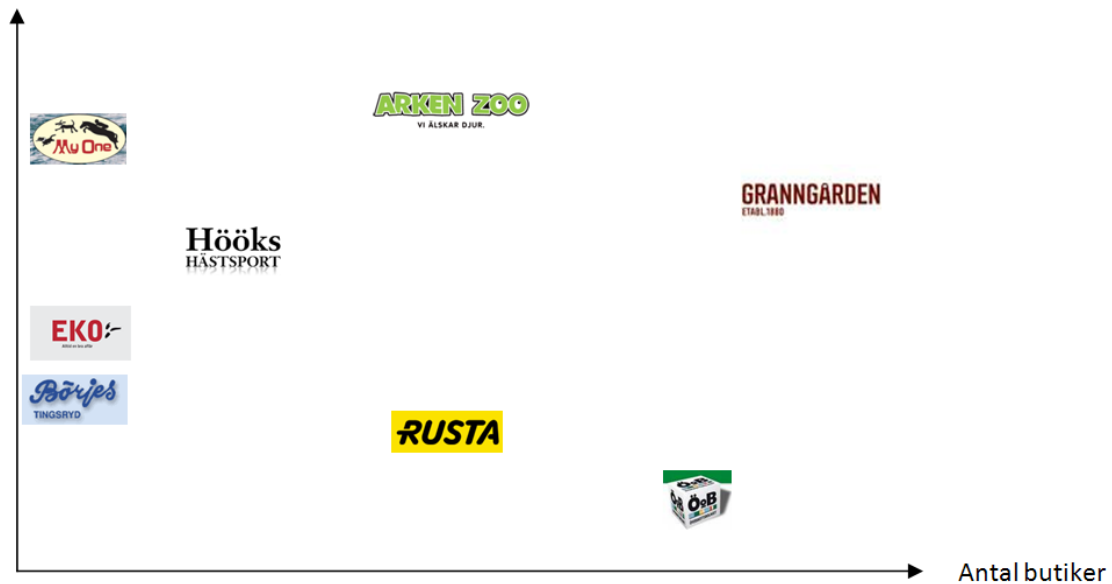 ARKEN ZOO
VI ÄLSKAR DJUR.
My One
GRANNGÅRDEN
ETABL.1880
Hööks
HÄSTSPORT
EKO
Börjes
TINGSRYD
RUSTA
ÖoB
Antal butiker